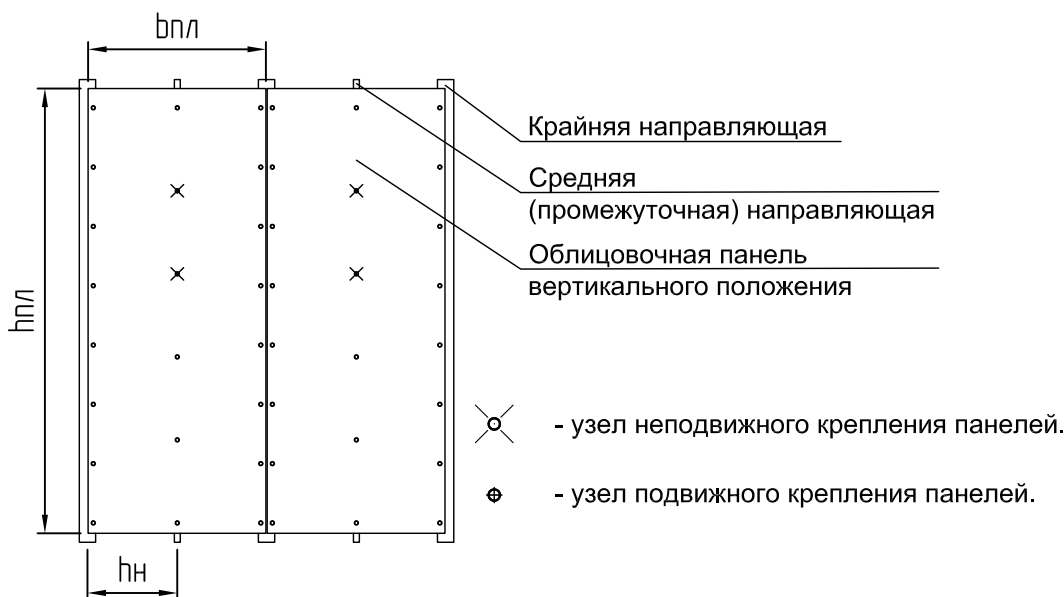 bпл
Крайняя направляющая
Средняя
(промежуточная) направляющая
Облицовочная панель
вертикального положения
hпл
- узел неподвижного крепления панелей.
- узел подвижного крепления панелей.
hн